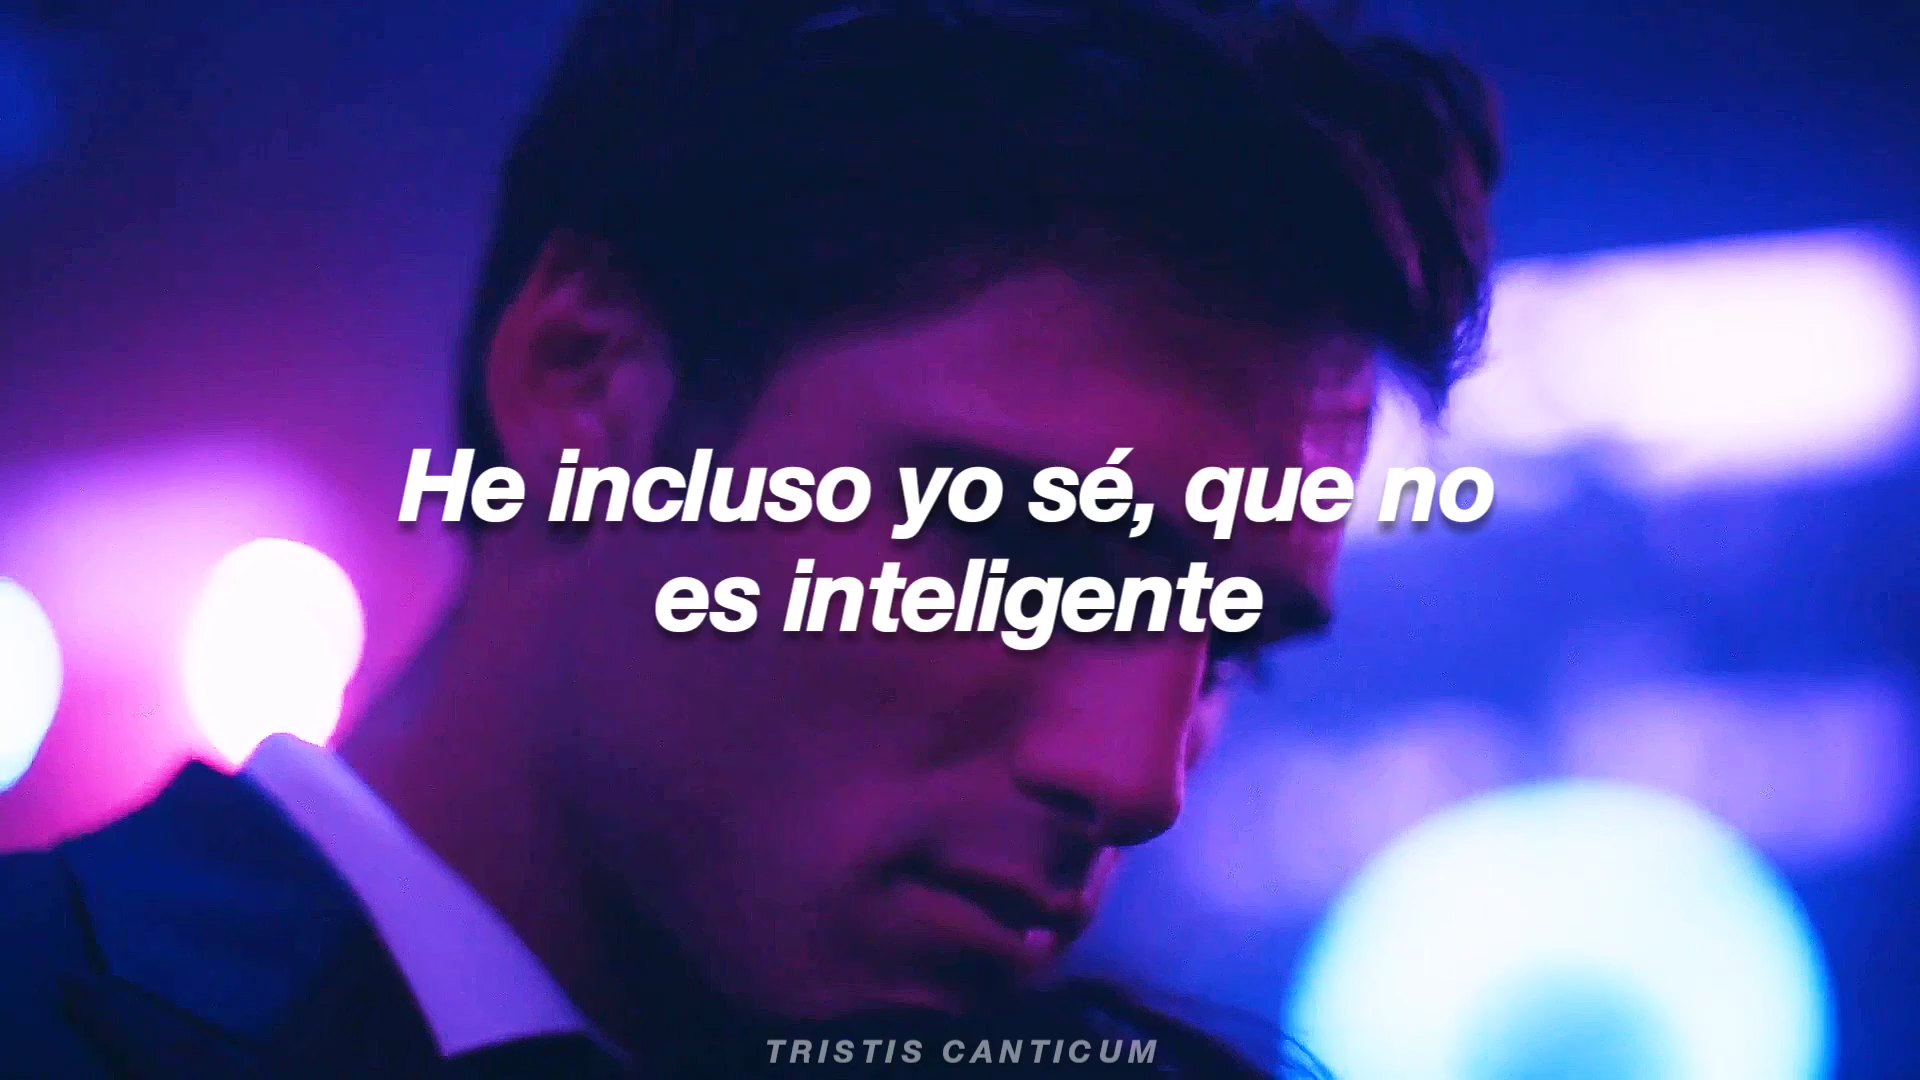 He incluso yo sé, que no
es inteligente
TRISTIS CANTICUM